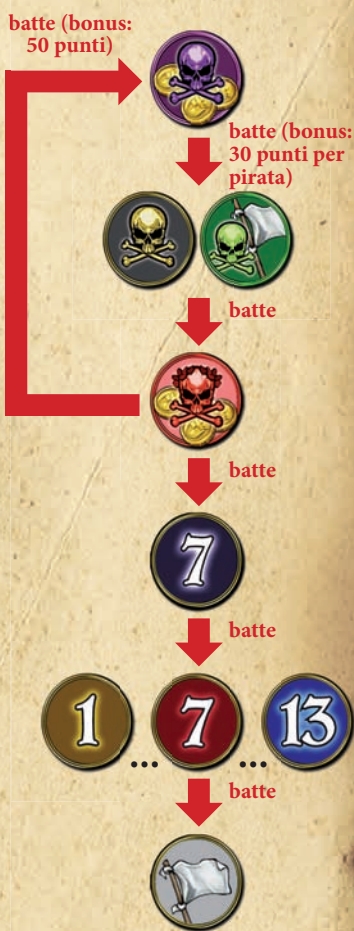 batte (bonus:
50 punti)
batte (bonus:
30 punti per
pirata)
batte
batte
7
batte
1 ... 7 ... 13
batte